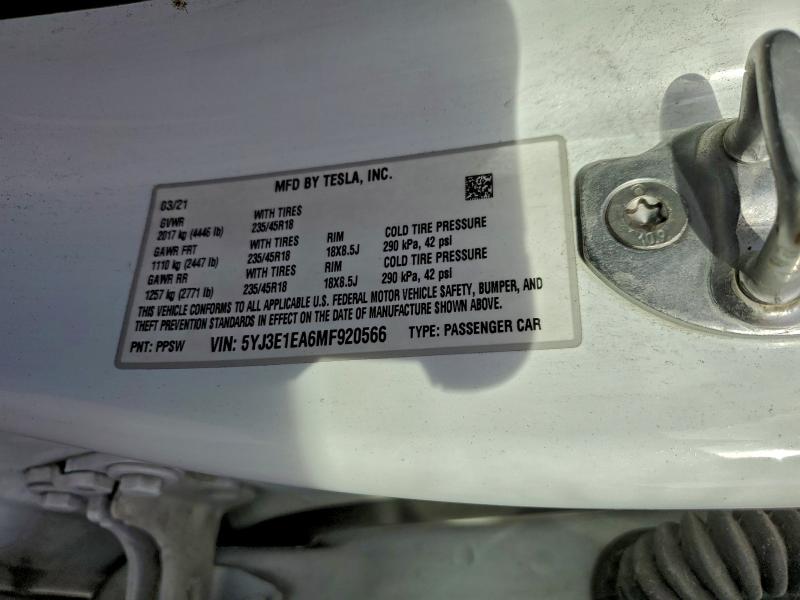 MFD BY TESLA, INC.
03/21
GVWR WITH TIRES
2017 kg (4446 lb) 235/45R18
GAWR FRT WITH TIRES RIM COLD TIRE PRESSURE
1110 kg (2447 lb) 235/45R18 18X8.5J 290 kPa, 42 psi
GAWR RR WITH TIRES RIM COLD TIRE PRESSURE
1257 kg (2771 lb) 235/45R18 18X8.5J 290 kPa, 42 psi
THIS VEHICLE CONFORMS TO ALL APPLICABLE U.S. FEDERAL MOTOR VEHICLE SAFETY, BUMPER, AND
THEFT PREVENTION STANDARDS IN EFFECT ON THE DATE OF MANUFACTURE SHOWN ABOVE.
PNT: PPSW VIN: 5YJ3E1EA6MF920566 TYPE: PASSENGER CAR